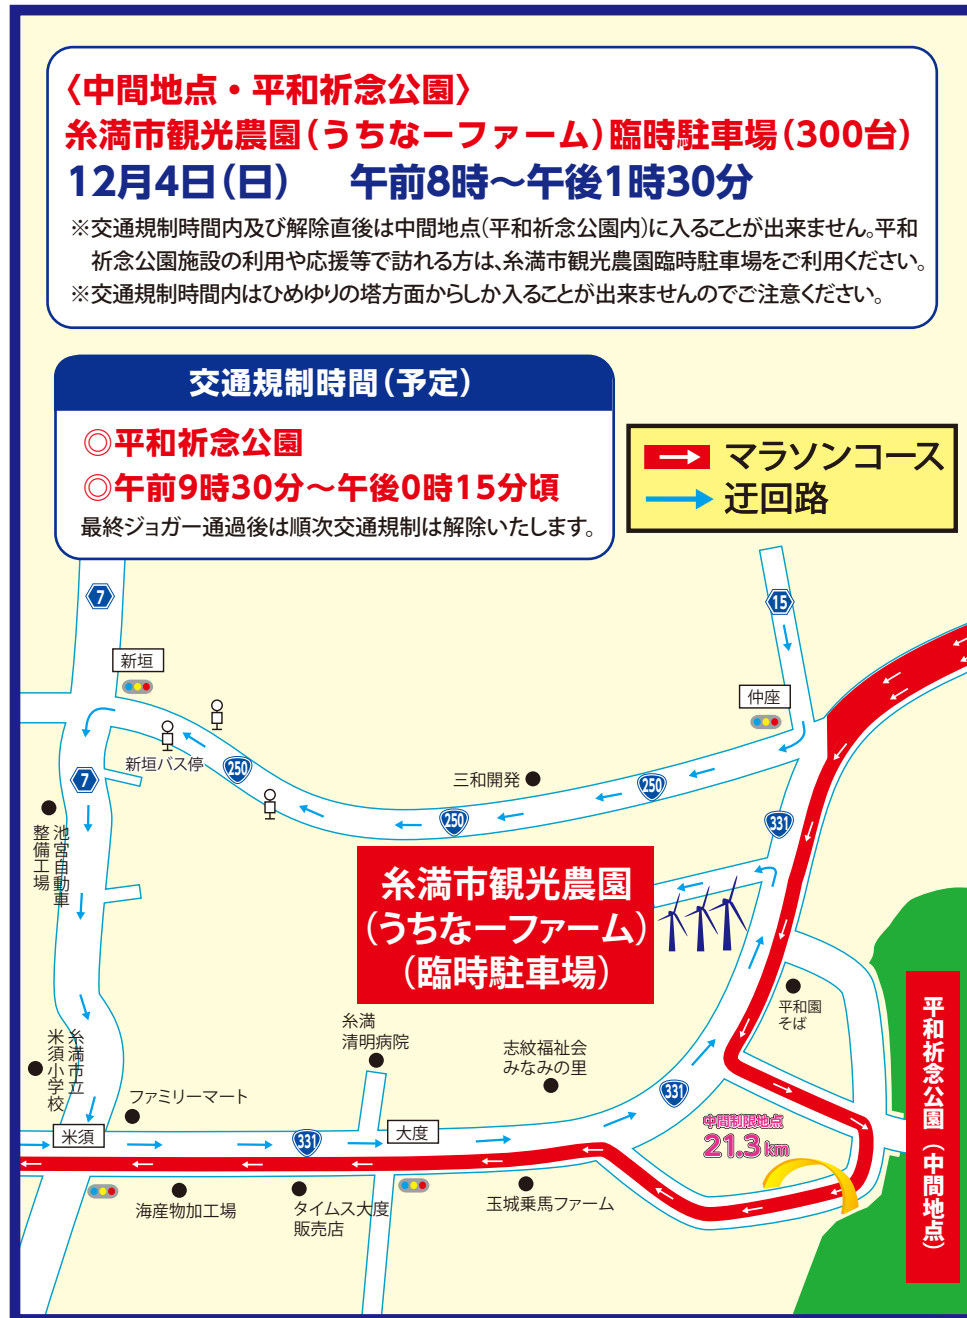 〈中間地点・平和祈念公園〉
糸満市観光農園(うちなーファーム)臨時駐車場(300台)
12月4日(日)　午前8時～午後1時30分
※交通規制時間内及び解除直後は中間地点(平和祈念公園内)に入ることが出来ません。平和
祈念公園施設の利用や応援等で訪れる方は、糸満市観光農園臨時駐車場をご利用ください。
※交通規制時間内はひめゆりの塔方面からしか入ることが出来ませんのでご注意ください。
交通規制時間(予定)
◎平和祈念公園
◎午前9時30分～午後0時15分頃
最終ジョガー通過後は順次交通規制は解除いたします。
マラソンコース
迂回路
7
15
新垣
仲座
新垣バス停
250
三和開発
250
250
7
331
池宮自動車
整備工場
糸満市観光農園
(うちなーファーム)
(臨時駐車場)
平和園
そば
平和祈念公園(中間地点)
糸満
清明病院
志紋福祉会
みなみの里
糸満市立
米須小学校
ファミリーマート
331
中間制限地点
21.3km
米須
331
大度
海産物加工場
タイムス大度
販売店
玉城乗馬ファーム